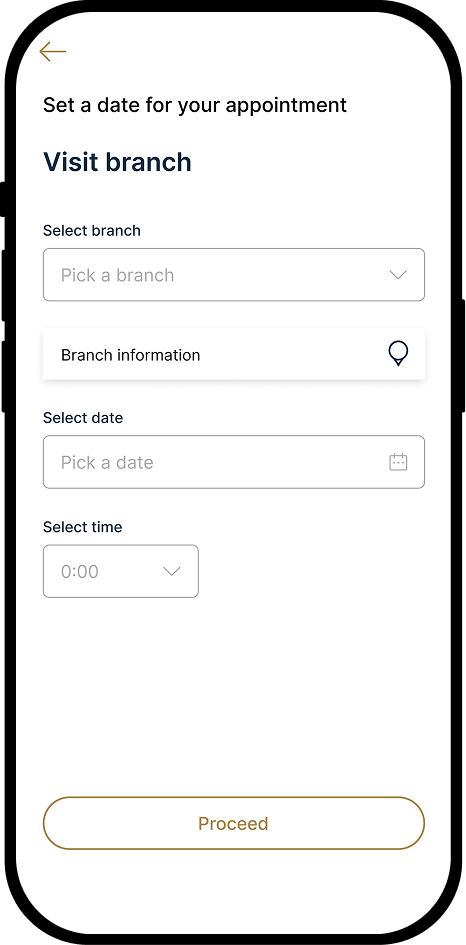 Set a date for your appointment
Visit branch
Select branch
Pick a branch
Branch information
Select date
Pick a date
Select time
0:00
Proceed